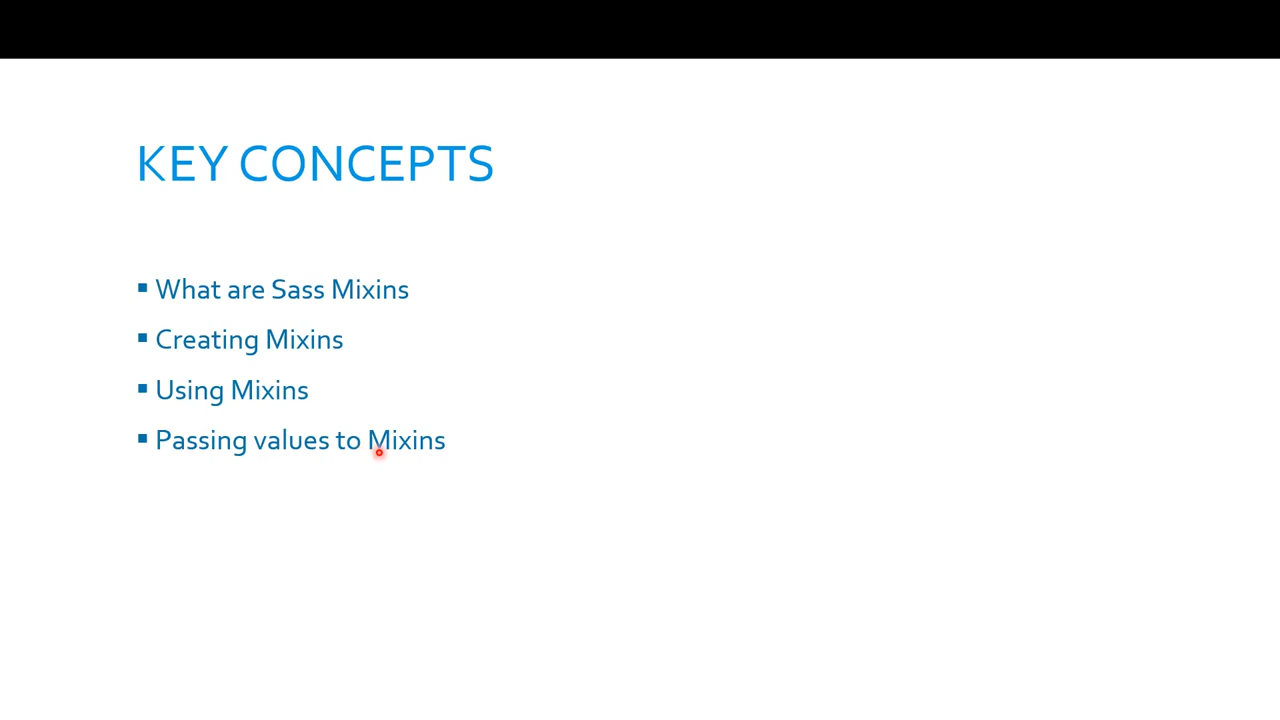 KEY CONCEPTS
What are Sass Mixins
Creating Mixins
Using Mixins
Passing values to Mixins